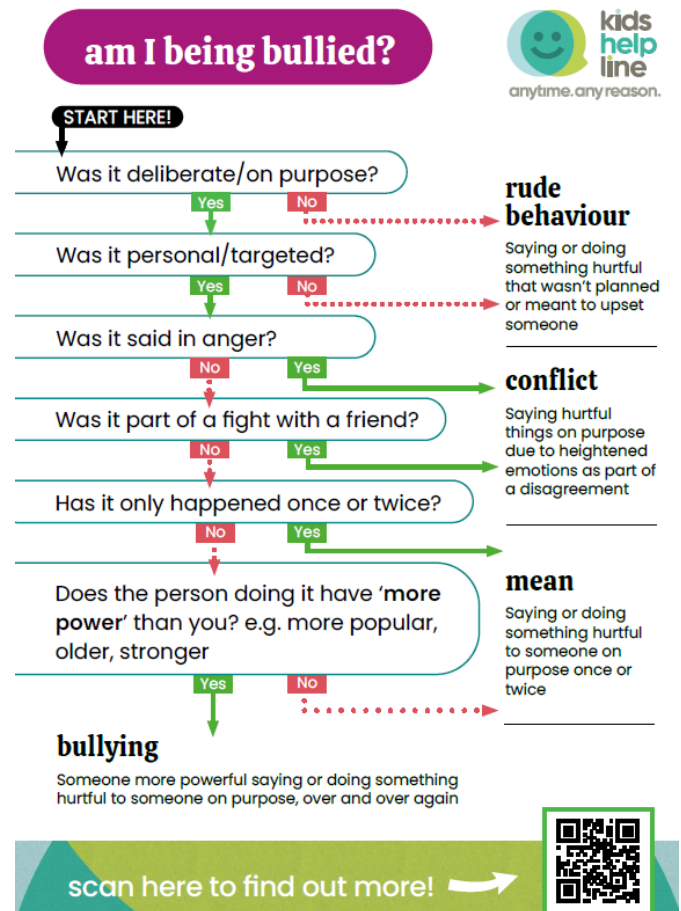 am I being bullied?
kids
help
line
anytime.any reason.
START HERE!
Was it deliberate/on purpose?
Yes
No
Was it personal/targeted?
Yes
No
rude
behaviour
Saying or doing
something hurtful
that wasn't planned
or meant to upset
someone
Was it said in anger?
No
Yes
conflict
Saying hurtful
things on purpose
due to heightened
emotions as part of
a disagreement
Was it part of a fight with a friend?
No
Yes
Has it only happened once or twice?
No
Yes
mean
Saying or doing
something hurtful
to someone on
purpose once or
twice
Does the person doing it have ‘more
power’ than you? e.g. more popular,
older, stronger
Yes
No
bullying
Someone more powerful saying or doing something
hurtful to someone on purpose, over and over again
scan here to find out more!